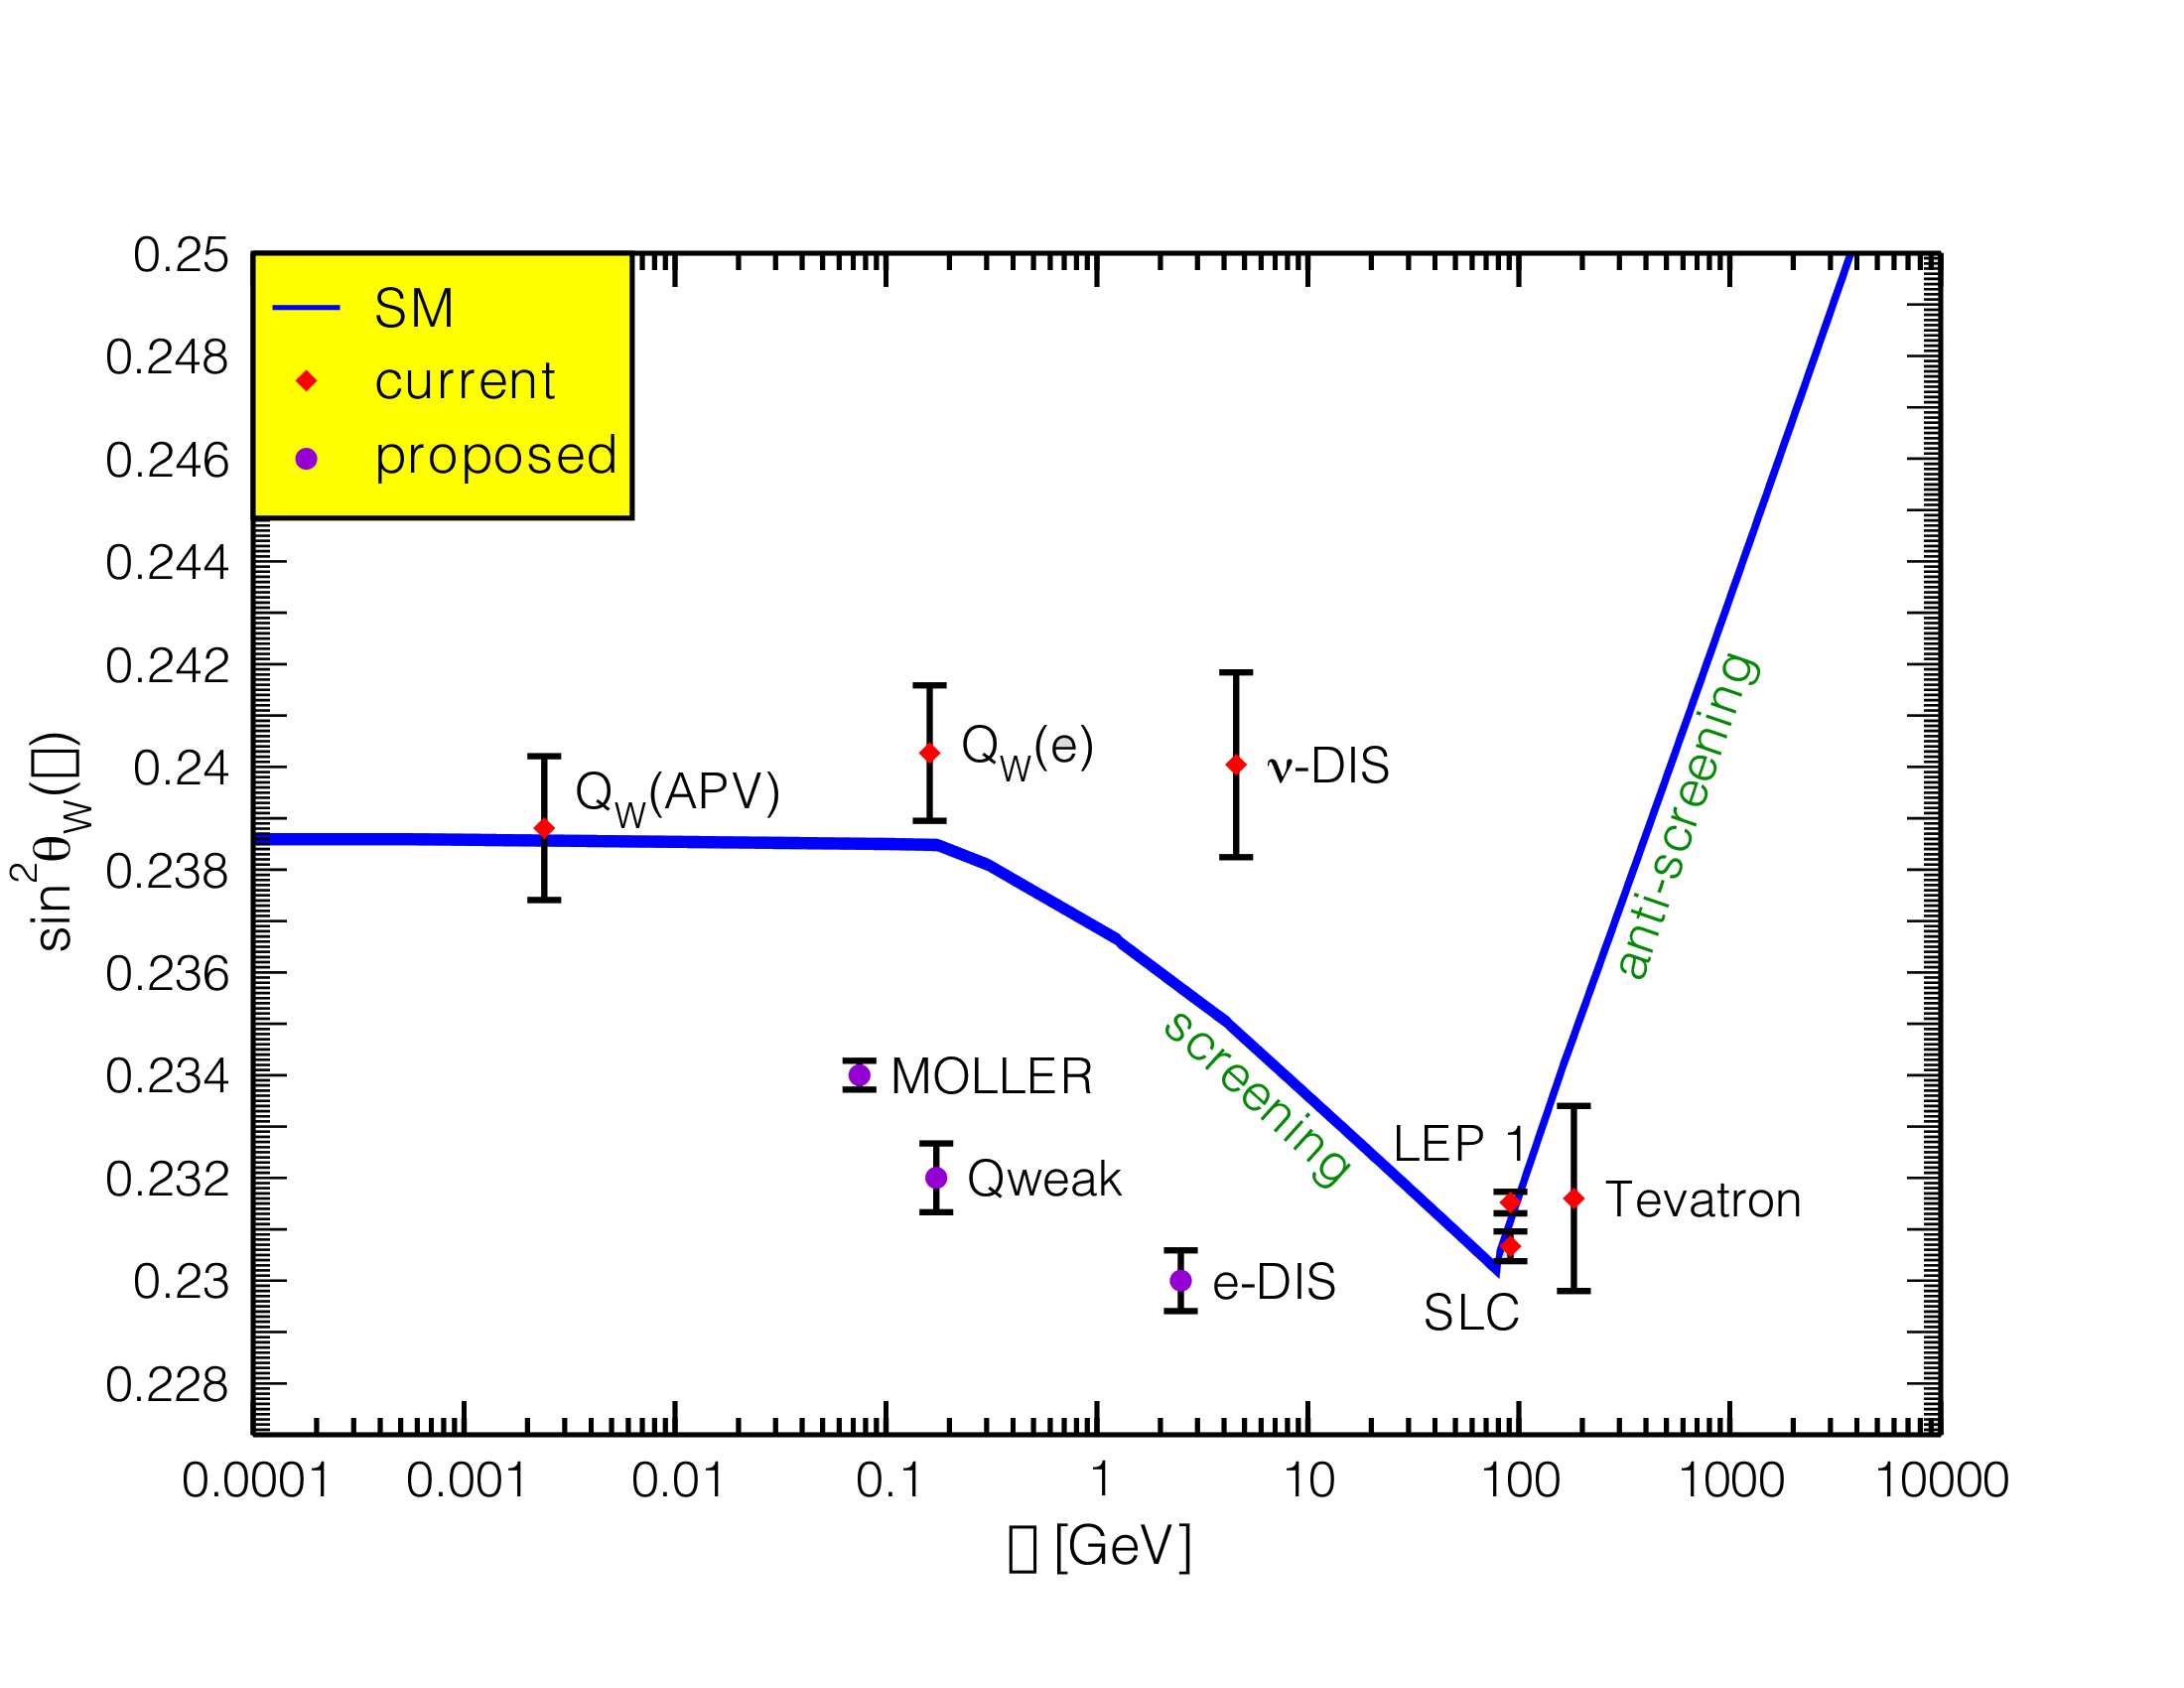 0.25
0.248
0.246
0.244
0.242
0.24
0.238
0.236
0.234
0.232
0.23
0.228
sin²θW(▯)
SM
current
proposed
QW(APV)
QW(e)
ν-DIS
MOLLER
Qweak
e-DIS
screening
anti-screening
LEP 1
SLC
Tevatron
0.0001
0.001
0.01
0.1
1
10
100
1000
10000
▯ [GeV]